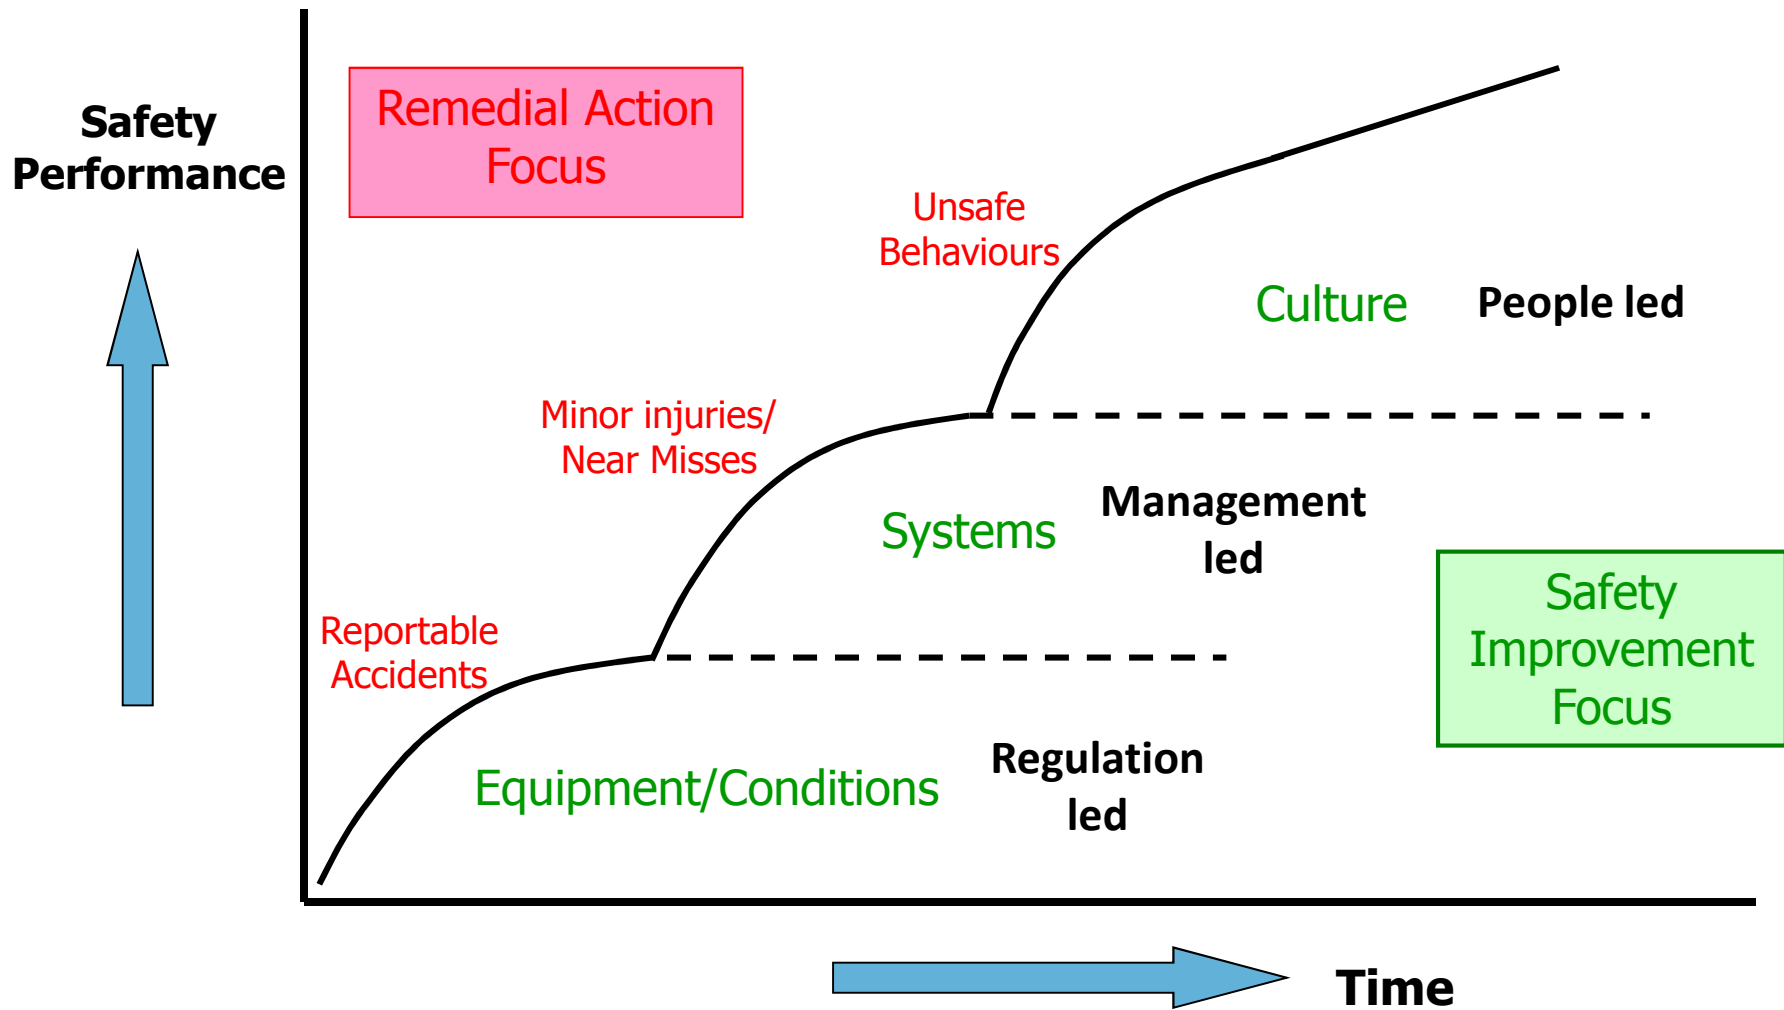 Safety
Performance
Remedial Action
Focus
Unsafe
Behaviours
Culture
People led
Minor injuries/
Near Misses
Systems
Management
led
Safety
Improvement
Focus
Reportable
Accidents
Equipment/Conditions
Regulation
led
Time